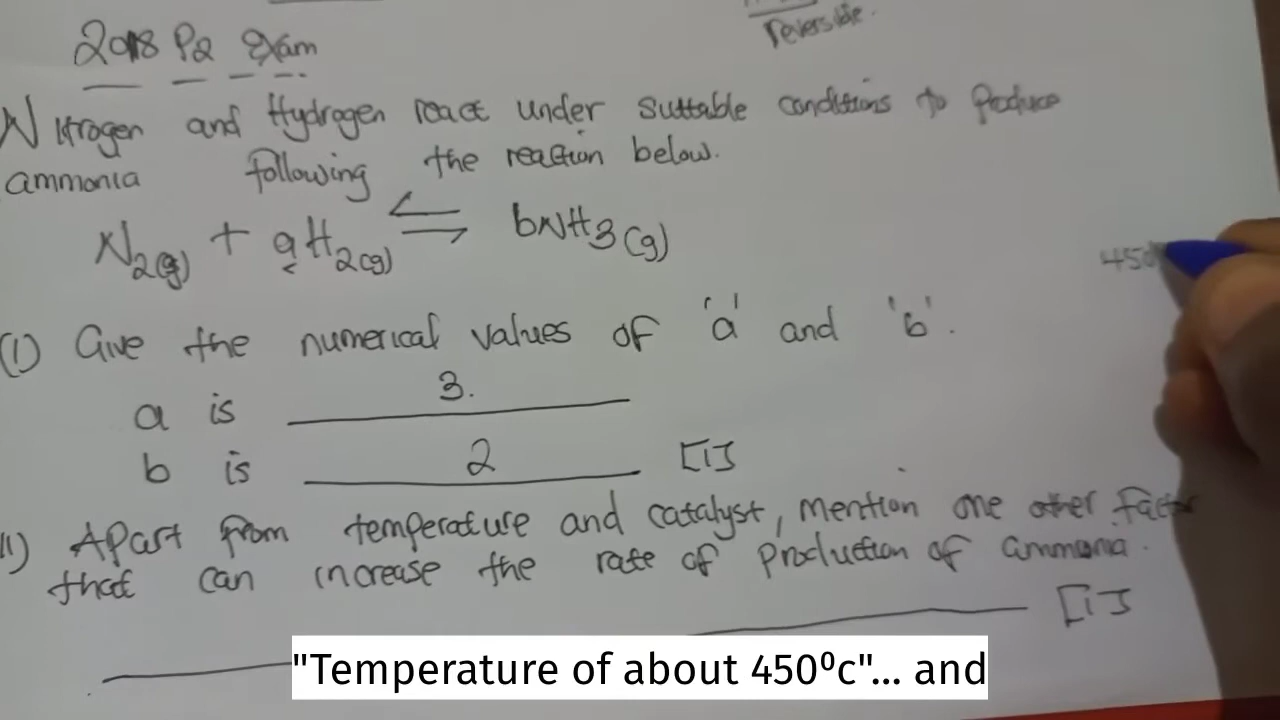 reversible.
2018 P2 Exam
Nitrogen and Hydrogen react under suitable conditions to produce
ammonia following the reaction below.
N2(g) + aH2(g) ⇌ bNH3(g)
450
(I) Give the numerical values of 'a' and 'b'.
a is 3.
b is 2 [1]
II) Apart from temperature and catalyst, mention one other factor
that can increase the rate of production of ammonia.
[1]
"Temperature of about 450⁰c"... and